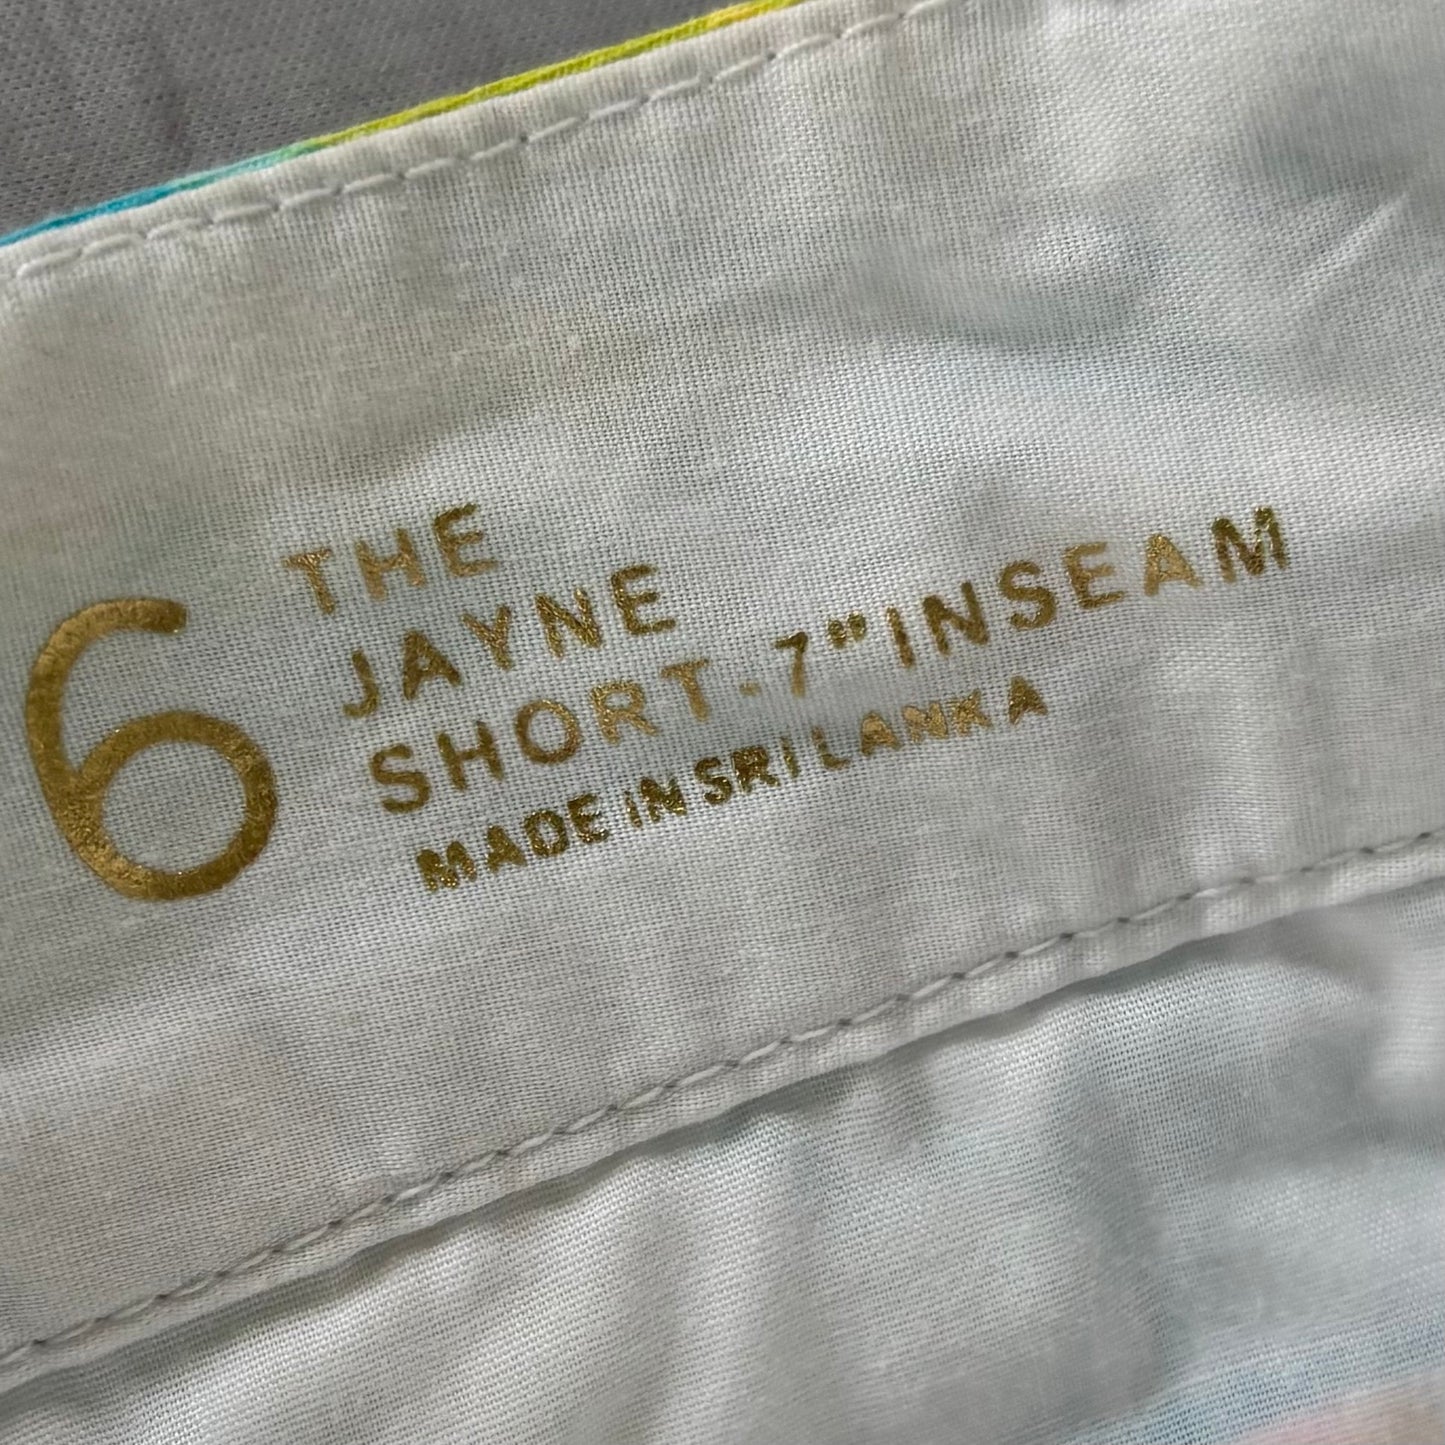 6
THE
JAYNE
SHORT-7" INSEAM
MADE IN SRI LANKA